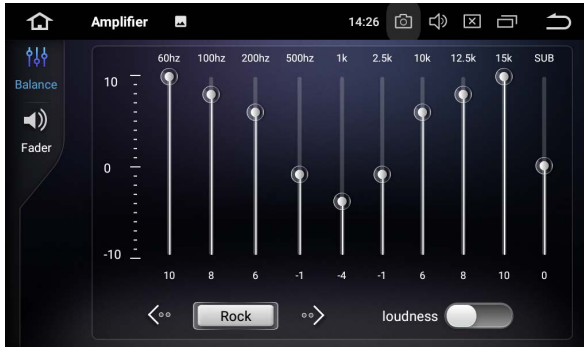 Amplifier 14:26
60hz 100hz 200hz 500hz 1k 2.5k 10k 12.5k 15k SUB
Balance
Fader
10
0
-10
10 8 6 -1 -4 -1 6 8 10 0
Rock loudness